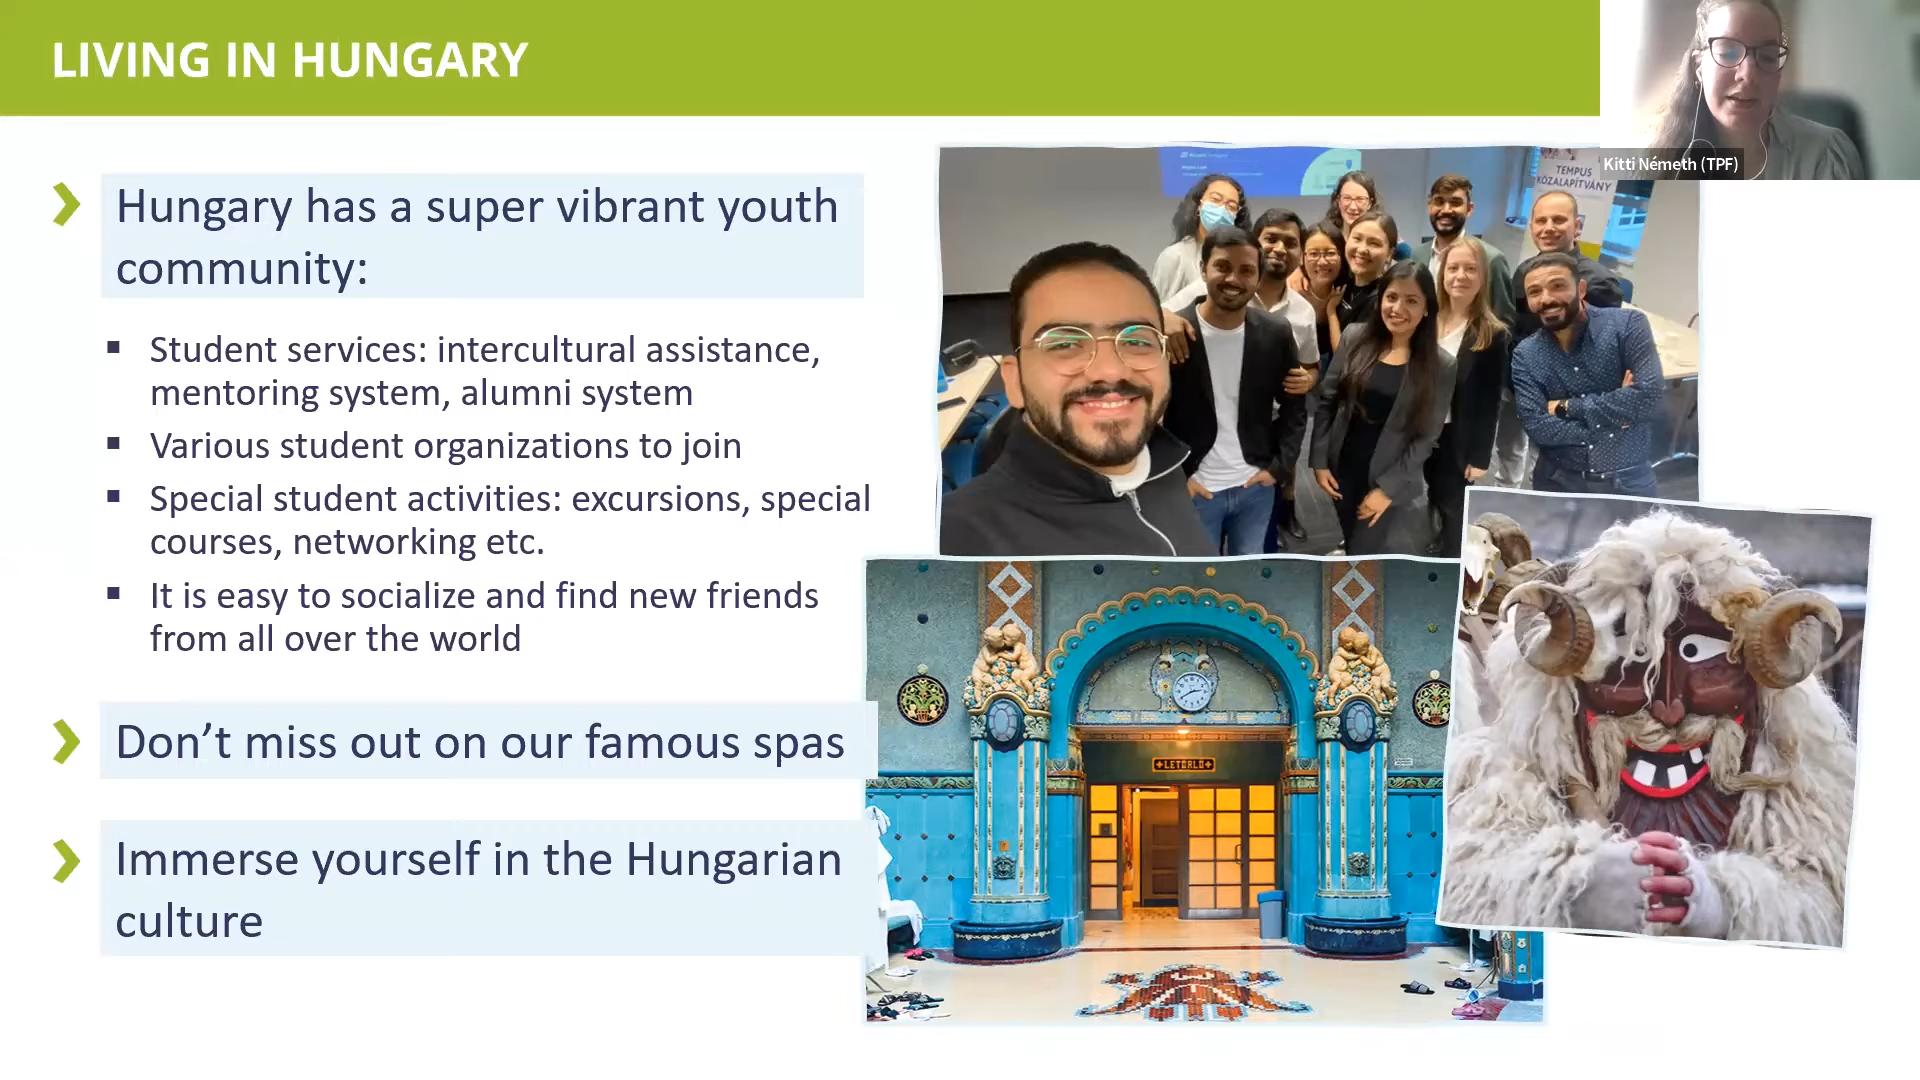 LIVING IN HUNGARY
Kitti Németh (TPF)
Hungary has a super vibrant youth
community:
▪ Student services: intercultural assistance,
mentoring system, alumni system
▪ Various student organizations to join
▪ Special student activities: excursions, special
courses, networking etc.
▪ It is easy to socialize and find new friends
from all over the world
Don’t miss out on our famous spas
Immerse yourself in the Hungarian
culture
TEMPUS
KÖZALAPÍTVÁNY
LETÖRLŐ